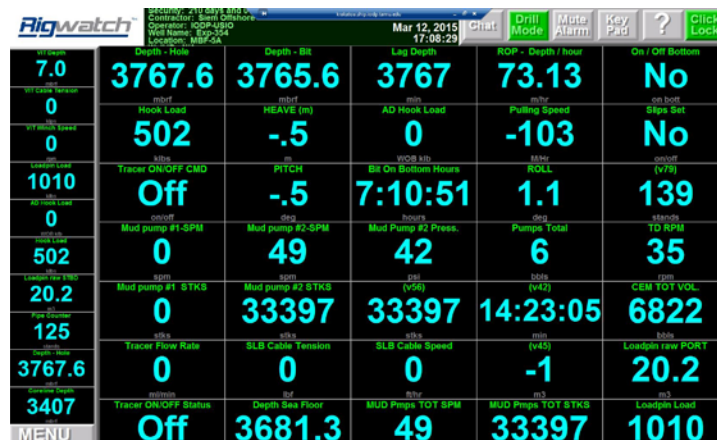 Rigwatch
Security: 210 days and 0
Contractor: Siem Offshore
Operator: IODP-USIO
Well Name: Exp-354
Location: MBF-5A
Mar 12, 2015
17:08:29
Chat
Drill Mode
Mute Alarm
Key Pad
?
Click Lock
VIT Depth
7.0
VIT Cable Tension
0
VIT Winch Speed
0
rpm
Loadpin Load
1010
AD Hook Load
0
WOB klb
Hook Load
502
Loadpin raw STBD
20.2
m3
Pipe Counter
125
stands
Depth - Hole
3767.6
Coreline Depth
3407
MENU
Depth - Hole
3767.6
mbrf
Depth - Bit
3765.6
mbrf
Lag Depth
3767
min
ROP - Depth / hour
73.13
m/hr
On / Off Bottom
No
on bott
Hook Load
502
klbs
HEAVE (m)
-.5
m
AD Hook Load
0
WOB klb
Pulling Speed
-103
M/Hr
Slips Set
No
on/off
Tracer ON/OFF CMD
Off
on/off
PITCH
-.5
deg
Bit On Bottom Hours
7:10:51
hours
ROLL
1.1
deg
(v79)
139
stands
Mud pump #1-SPM
0
spm
Mud pump #2-SPM
49
spm
Mud Pump #2 Press.
42
psi
Pumps Total
6
bbls
TD RPM
35
rpm
Mud pump #1 STKS
0
stks
Mud pump #2 STKS
33397
stks
(v56)
33397
stks
(v42)
14:23:05
min
CEM TOT VOL.
6822
bbls
Tracer Flow Rate
0
ml/min
SLB Cable Tension
0
lbf
SLB Cable Speed
0
ft/hr
(v45)
-1
m3
Loadpin raw PORT
20.2
m3
Tracer ON/OFF Status
Off
Depth Sea Floor
3681.3
MUD Pmps TOT SPM
49
MUD Pmps TOT STKS
33397
Loadpin Load
1010